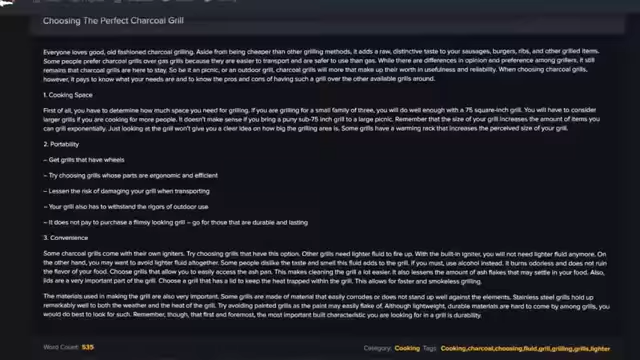 Choosing The Perfect Charcoal Grill
Everyone loves good, old fashioned charcoal grilling. Aside from being cheaper than other grilling methods, it adds a raw, distinctive taste to your sausages, burgers, ribs, and other grilled items.
Some people prefer charcoal grills over gas grills because they are easier to transport and are safer to use than gas. While there are differences in opinion and preference among grillers, it still
remains that charcoal grills are here to stay. So be it an picnic or an outdoor grill, charcoal grills will more that make up their worth in usefulness and reliability. When choosing charcoal grills,
however, it pays to know what your needs are and to know the pros and cons of having such a grill over the other available grills around.
1. Cooking Space
First of all, you have to determine how much space you need for grilling. If you are grilling for a small family of three, you will do well enough with a 75 square-inch grill. You will have to consider
larger grills if you are cooking for more people. It doesn't make sense if you bring a puny sub-75 inch grill to a large picnic. Remember that the size of your grill increases the amount of items you
can grill exponentially. Just looking at the grill won't give you a clear idea on how big the grilling area is. Some grills have a warming rack that increases the perceived size of your grill.
2. Portability
– Get grills that have wheels
– Try choosing grills whose parts are ergonomic and efficient
– Lessen the risk of damaging your grill when transporting
– Your grill also has to withstand the rigors of outdoor use
– It does not pay to purchase a flimsy looking grill – go for those that are durable and lasting
3. Convenience
Some charcoal grills come with their own igniters. Try choosing grills that have this option. Other grills need lighter fluid to fire up. With the built-in igniter, you will not need lighter fluid anymore. On
the other hand, you may want to avoid lighter fluid altogether. Some people dislike the taste and smell this fluid adds to the grill. If you must, use alcohol instead. It burns odorless and does not ruin
the flavor of your food. Choose grills that allow you to easily access the ash pan. This makes cleaning the grill a lot easier. It also lessens the amount of ash flakes that may settle in your food. Also,
lids are a very important part of the grill. Choose a grill that has a lid to keep the heat trapped within the grill. This allows for faster and smokeless grilling.
The materials used in making the grill are also very important. Some grills are made of material that easily corrodes or does not stand up well against the elements. Stainless steel grills hold up
remarkably well to both the weather and the heat of the grill. Try avoiding painted grills as the paint may easily flake of. Although lightweight, durable materials are hard to come by among grills, you
would do best to look for such. Remember, though, that first and foremost, the most important built characteristic you are looking for in a grill is durability.
Word Count: 535
Category: Cooking Tags: Cooking,charcoal,choosing,fluid,grill,grilling,grills,lighter